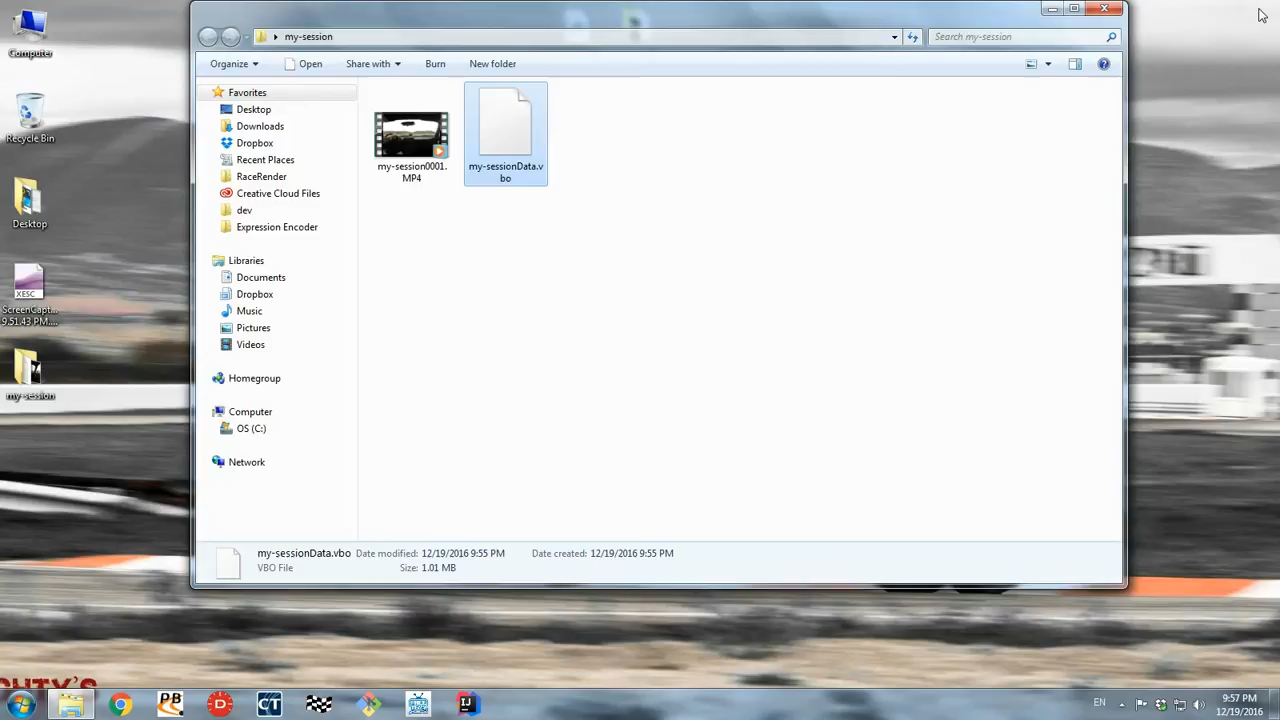 Computer
Recycle Bin
Desktop
XESC
ScreenCapt...
9.51.43 PM....
my-session
my-session
Search my-session
Organize
Open
Share with
Burn
New folder
Favorites
Desktop
Downloads
Dropbox
Recent Places
RaceRender
Creative Cloud Files
dev
Expression Encoder
Libraries
Documents
Dropbox
Music
Pictures
Videos
Homegroup
Computer
OS (C:)
Network
my-session0001.
MP4
my-sessionData.v
bo
my-sessionData.vbo Date modified: 12/19/2016 9:55 PM Date created: 12/19/2016 9:55 PM
VBO File Size: 1.01 MB
PB
D
CT
IJ
EN
9:57 PM
12/19/2016